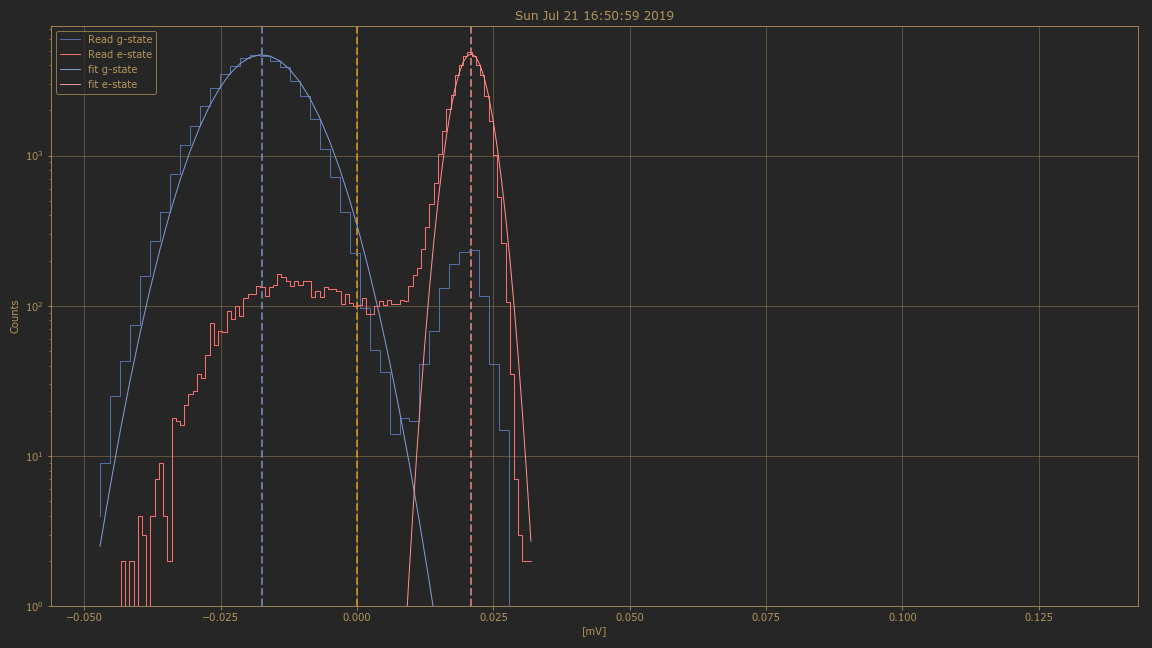 Sun Jul 21 16:50:59 2019
Read g-state
Read e-state
fit g-state
fit e-state
10³
10²
10¹
10⁰
Counts
−0.050 −0.025 0.000 0.025 0.050 0.075 0.100 0.125
[mV]